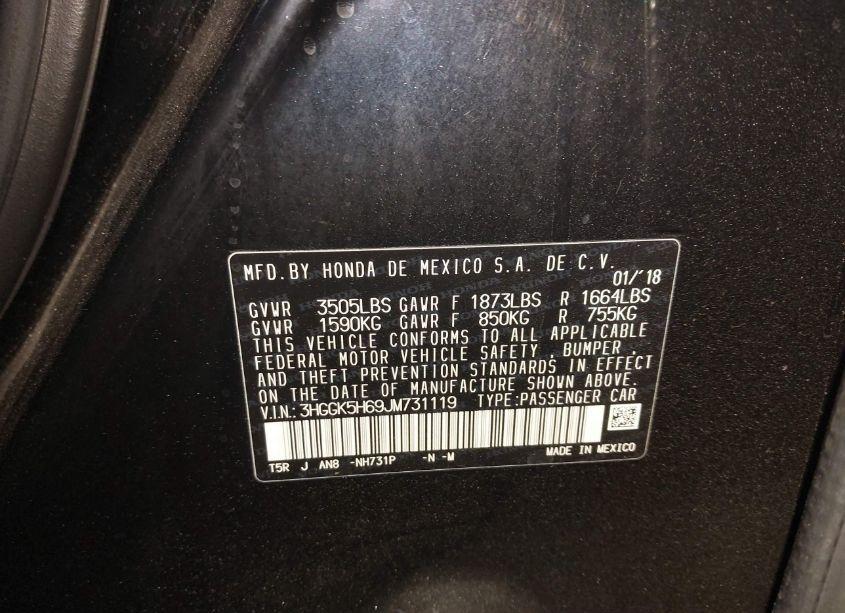 MFD. BY HONDA DE MEXICO S.A. DE C.V.
01/'18
GVWR 3505LBS GAWR F 1873LBS R 1664LBS
GVWR 1590KG GAWR F 850KG R 755KG
THIS VEHICLE CONFORMS TO ALL APPLICABLE
FEDERAL MOTOR VEHICLE SAFETY , BUMPER ,
AND THEFT PREVENTION STANDARDS IN EFFECT
ON THE DATE OF MANUFACTURE SHOWN ABOVE.
V.I.N.: 3HGGK5H69JM731119 TYPE:PASSENGER CAR
T5R J AN8 -NH731P -N -M MADE IN MEXICO